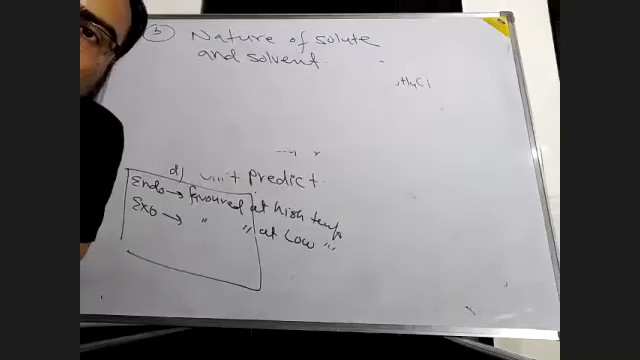 3) Nature of solute
and solvent.
d) predict.
Endo → favoured at high temp
Exo → " " at low "